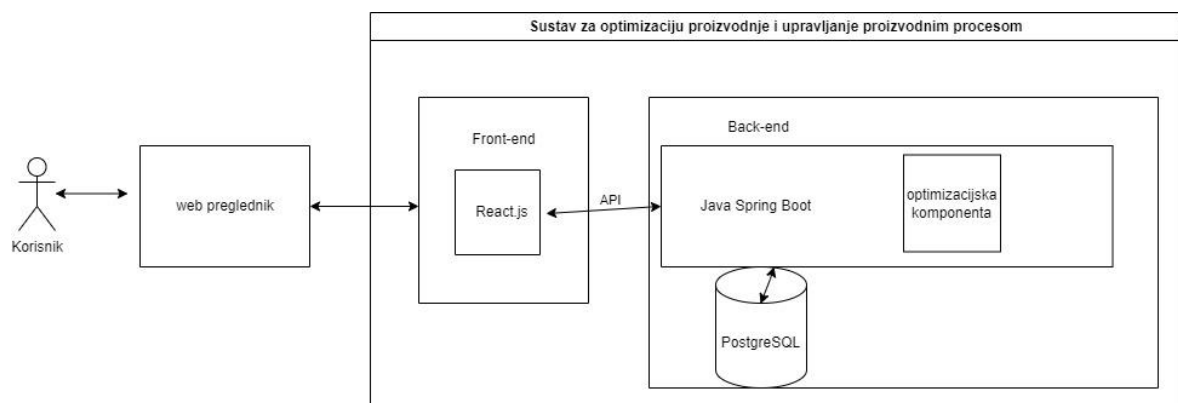 Sustav za optimizaciju proizvodnje i upravljanje proizvodnim procesom
Front-end
Back-end
Korisnik
web preglednik
React.js
API
Java Spring Boot
optimizacijska
komponenta
PostgreSQL